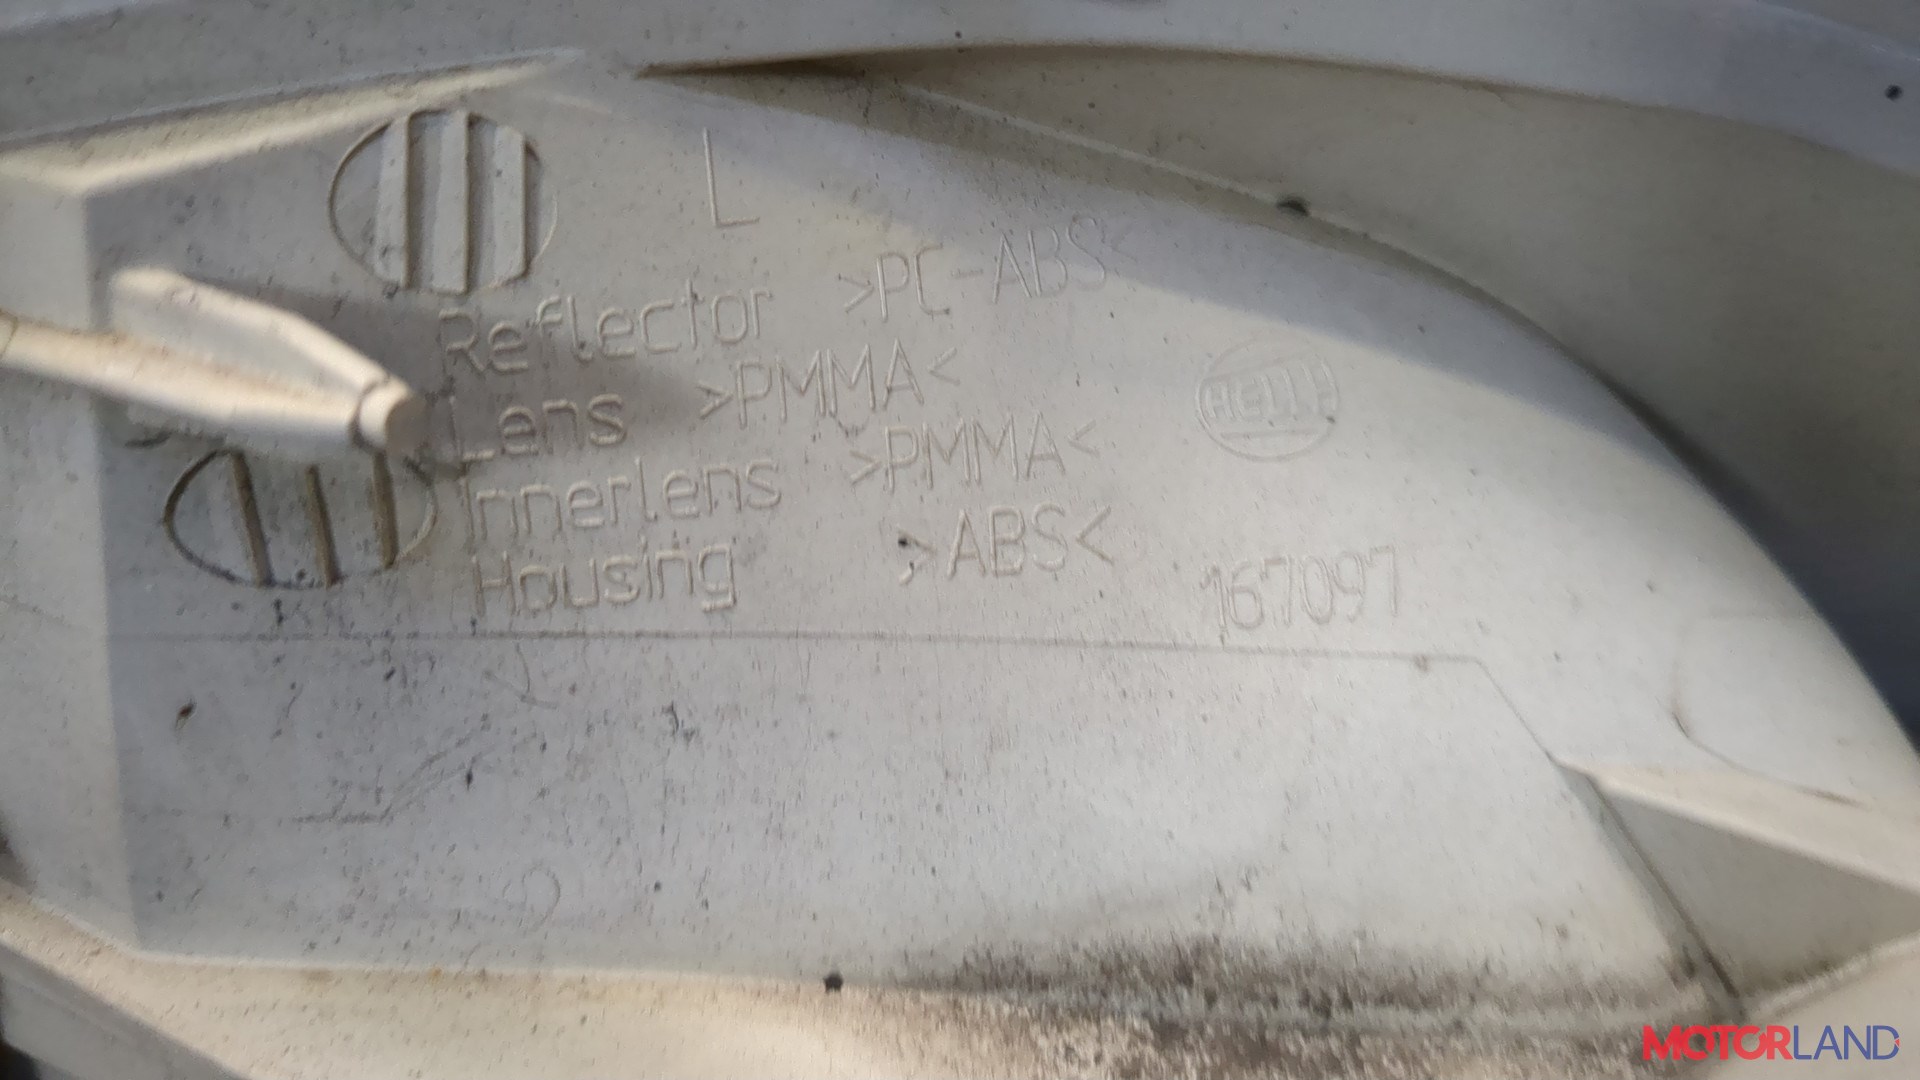 L
Reflector >PC-ABS<
Lens >PMMA<
Innerlens >PMMA<
Housing >ABS<
Hella
167097
MOTORLAND